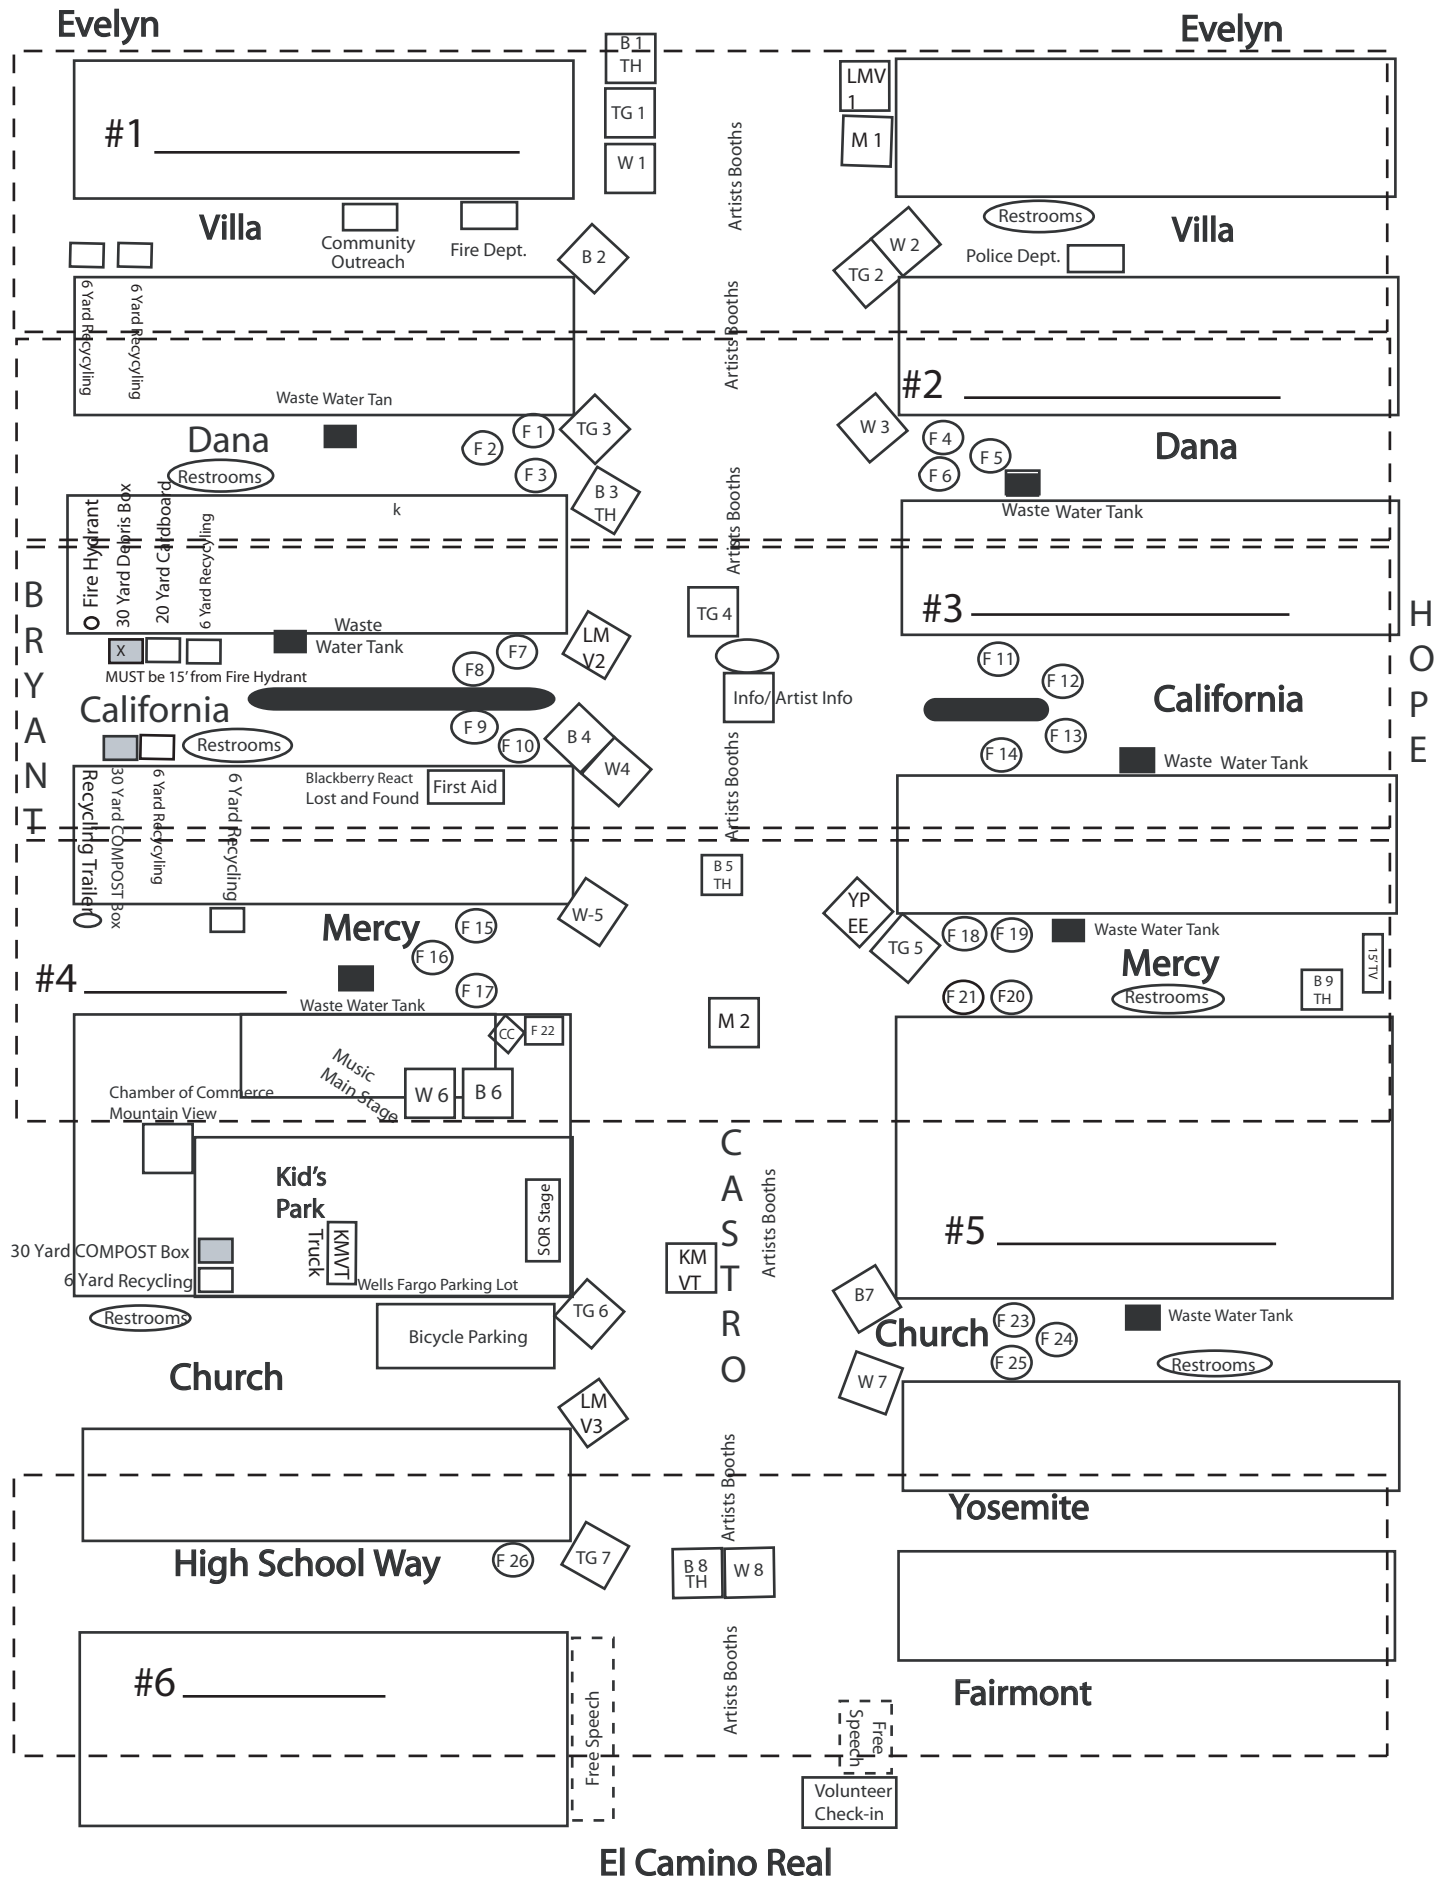 Evelyn
Evelyn
B 1
TH
LMV
1
TG 1
#1
M 1
W 1
Artists Booths
Villa
Community
Outreach
Fire Dept.
B 2
W 2
TG 2
Restrooms
Villa
Police Dept.
6 Yard Recycling
6 Yard Recycyling
Artists Booths
#2
Waste Water Tan
Dana
Restrooms
F 1
F 2
F 3
TG 3
W 3
F 4
F 5
F 6
Dana
B 3
TH
k
Waste Water Tank
Artists Booths
Fire Hydrant
30 Yard Debris Box
20 Yard Cardboard
6 Yard Recycyling
BRYANT
HOPE
TG 4
#3
Waste
Water Tank
X
MUST be 15' from Fire Hydrant
F7
F8
LM
V2
F 11
F 12
California
Info/ Artist Info
California
F 9
F 10
B 4
W4
F 13
F 14
Restrooms
Waste Water Tank
Artists Booths
Recycling Trailer
30 Yard COMPOST Box
6 Yard Recycyling
6 Yard Recycling
Blackberry React
Lost and Found
First Aid
B 5
TH
YP
EE
W-5
TG 5
Mercy
F 15
F 16
F 17
F 18
F 19
Waste Water Tank
Mercy
15' TV
#4
Waste Water Tank
F 21
F20
Restrooms
B 9
TH
M 2
CC
F 22
Music
Main Stage
W 6
B 6
Chamber of Commerce
Mountain View
CASTRO
Kid's
Park
KMVT
Truck
SOR Stage
Artists Booths
#5
30 Yard COMPOST Box
6 Yard Recycling
Wells Fargo Parking Lot
KM
VT
Restrooms
Bicycle Parking
TG 6
B7
Church
F 23
F 24
F 25
Waste Water Tank
Restrooms
Church
W 7
LM
V3
Artists Booths
Yosemite
High School Way
F 26
TG 7
B 8
TH
W 8
#6
Free Speech
Artists Booths
Fairmont
Free
Speech
Volunteer
Check-in
El Camino Real